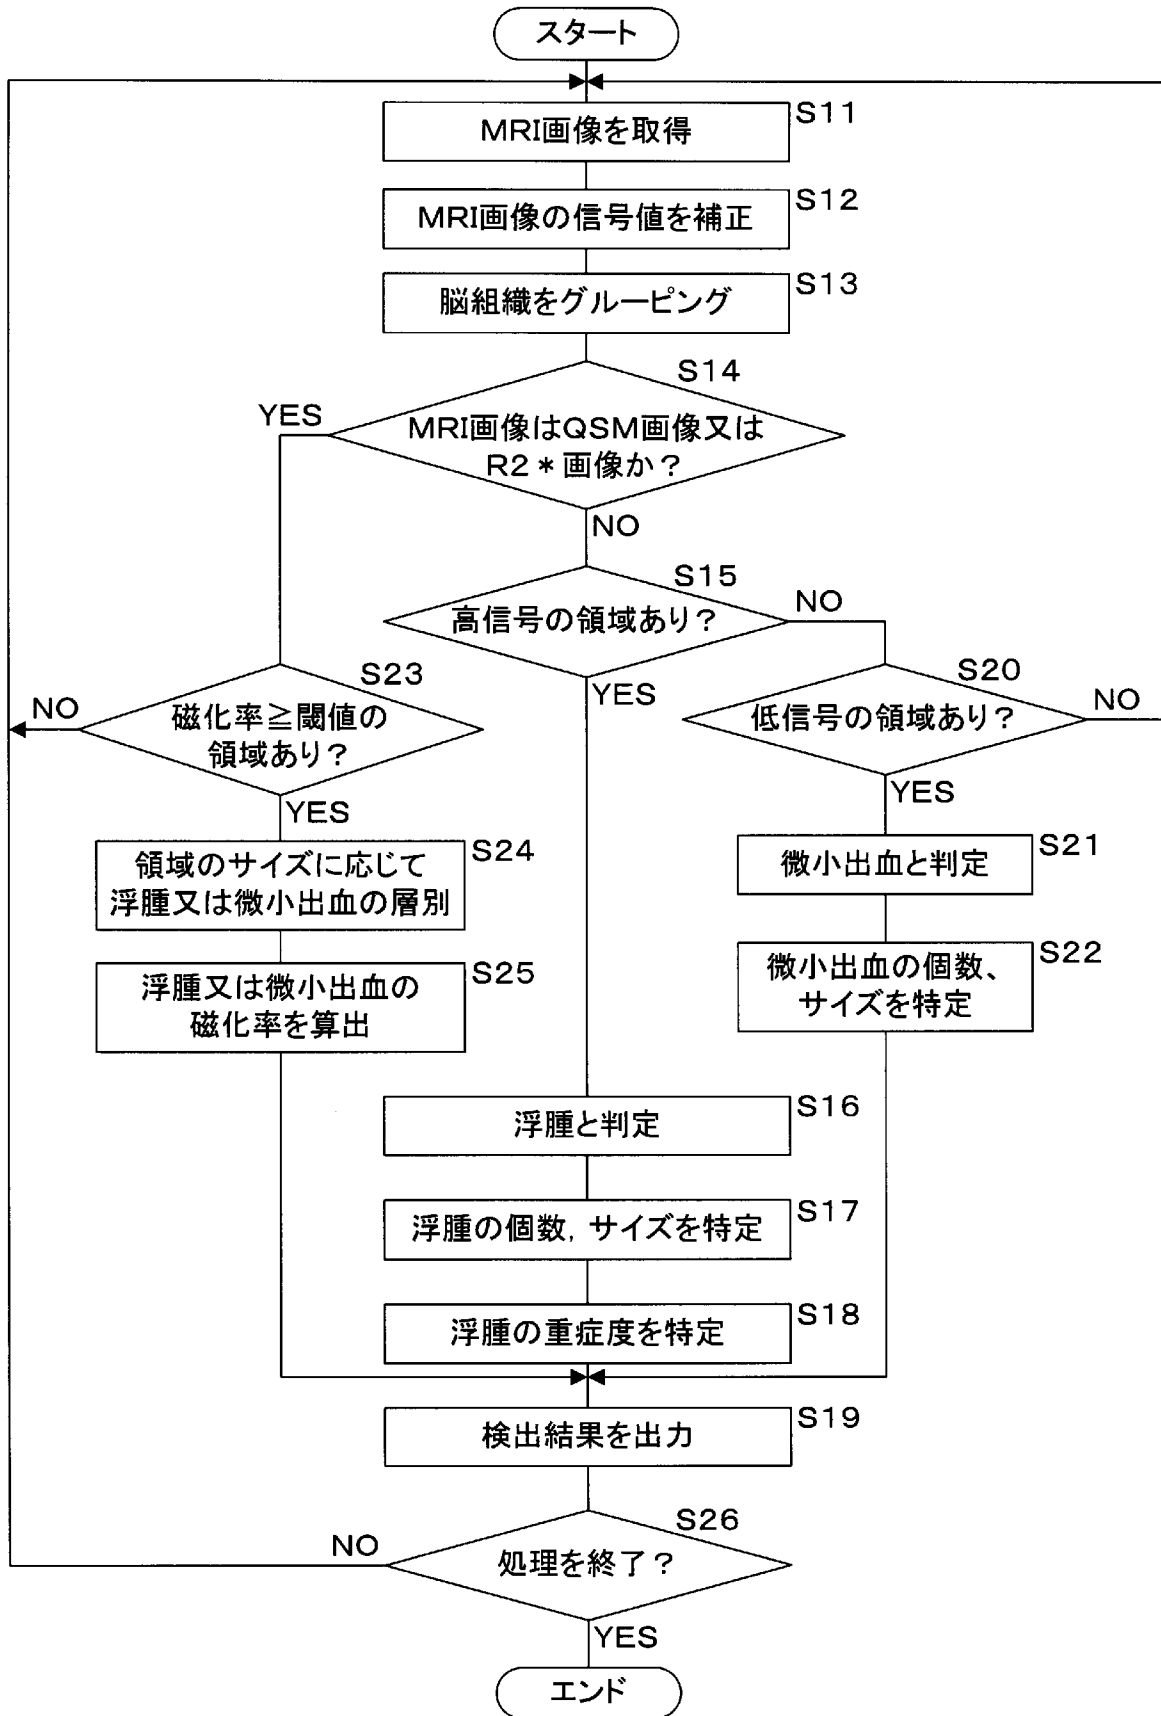 スタート
S11
MRI画像を取得
S12
MRI画像の信号値を補正
S13
脳組織をグルーピング
S14
YES
MRI画像はQSM画像又は
R2*画像か?
NO
S15
高信号の領域あり?
NO
YES
S23
NO
磁化率≧閾値の
領域あり?
YES
S20
低信号の領域あり?
NO
YES
S24
領域のサイズに応じて
浮腫又は微小出血の層別
S21
微小出血と判定
S25
浮腫又は微小出血の
磁化率を算出
S22
微小出血の個数、
サイズを特定
S16
浮腫と判定
S17
浮腫の個数, サイズを特定
S18
浮腫の重症度を特定
S19
検出結果を出力
S26
NO
処理を終了?
YES
エンド